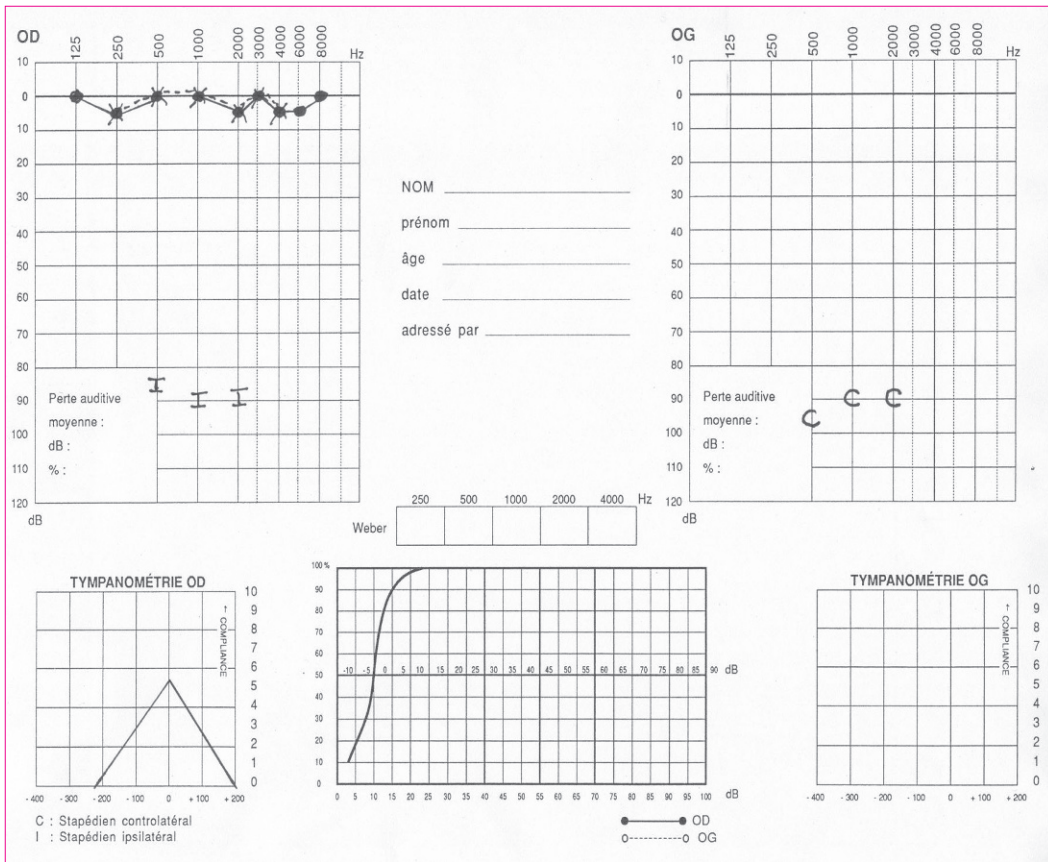 OD
125 250 500 1000 2000 3000 4000 6000 8000 Hz
10
0
10
20
30
40
50
60
70
80
90
100
110
120
dB
I I I
Perte auditive
moyenne :
dB :
% :
NOM
prénom
âge
date
adressé par
OG
125 250 500 1000 2000 3000 4000 6000 8000 Hz
10
0
10
20
30
40
50
60
70
80
90
100
110
120
dB
Perte auditive
moyenne :
dB :
% :
C C C
250 500 1000 2000 4000 Hz
Weber
TYMPANOMÉTRIE OD
10
9
8
7
6
5
4
3
2
1
0
↑ COMPLIANCE
- 400 - 300 - 200 - 100 0 + 100 + 200
C : Stapédien controlatéral
I : Stapédien ipsilatéral
100 %
90
80
70
60
50
40
30
20
10
0
-10 -5 0 5 10 15 20 25 30 35 40 45 50 55 60 65 70 75 80 85 90 dB
0 5 10 15 20 25 30 35 40 45 50 55 60 65 70 75 80 85 90 95 100 dB
OD
OG
TYMPANOMÉTRIE OG
10
9
8
7
6
5
4
3
2
1
0
↑ COMPLIANCE
- 400 - 300 - 200 - 100 0 + 100 + 200